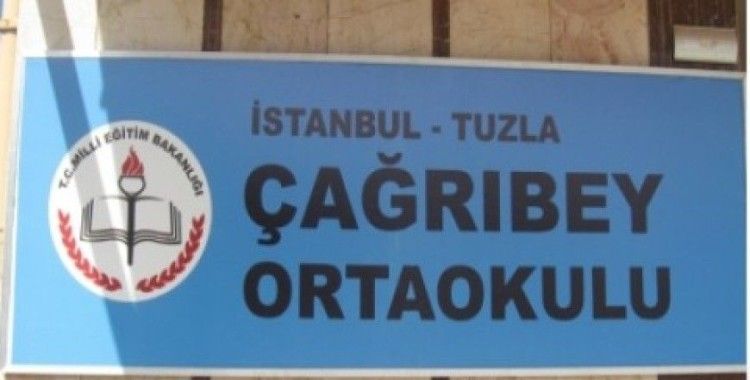 T.C. MİLLİ EĞİTİM BAKANLIĞI
İSTANBUL - TUZLA
ÇAĞRIBEY
ORTAOKULU